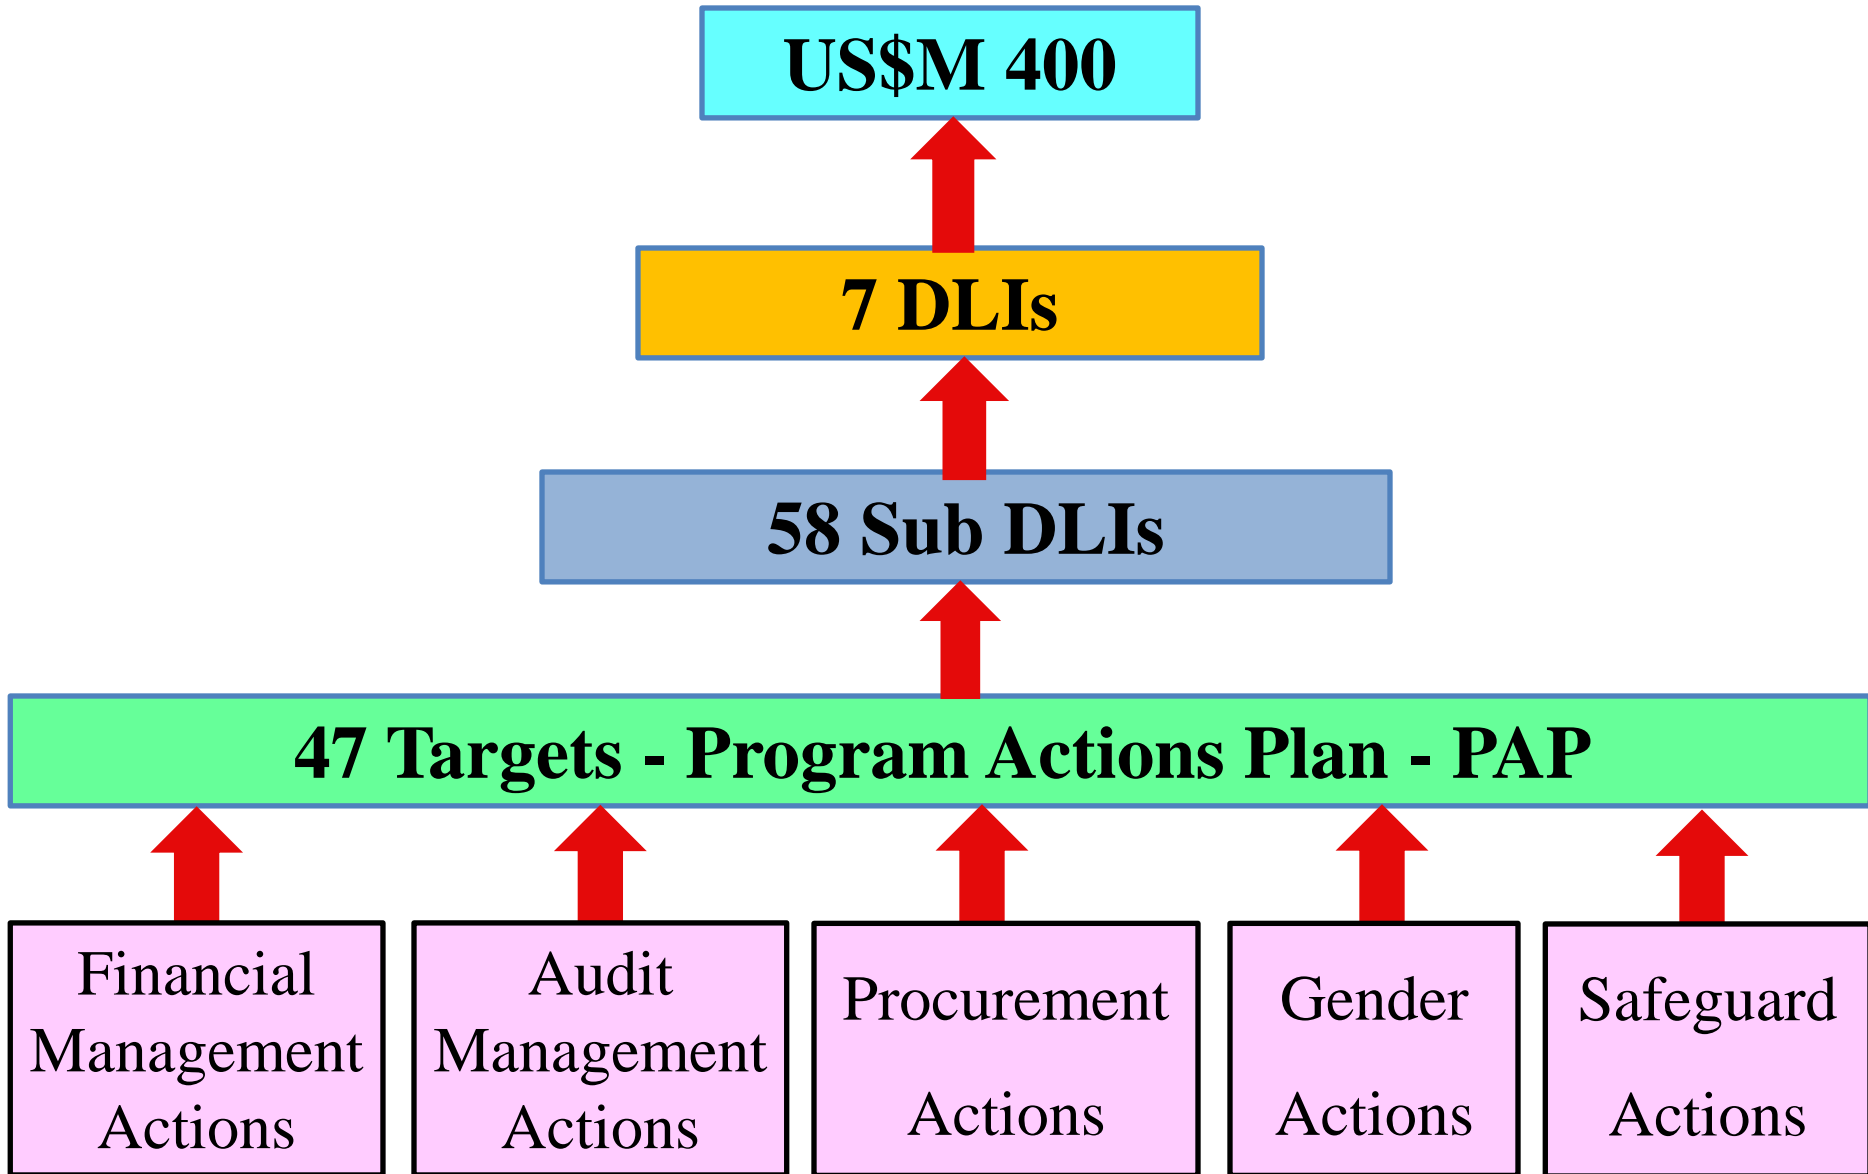 US$M 400
7 DLIs
58 Sub DLIs
47 Targets - Program Actions Plan - PAP
Financial
Management
Actions
Audit
Management
Actions
Procurement
Actions
Gender
Actions
Safeguard
Actions